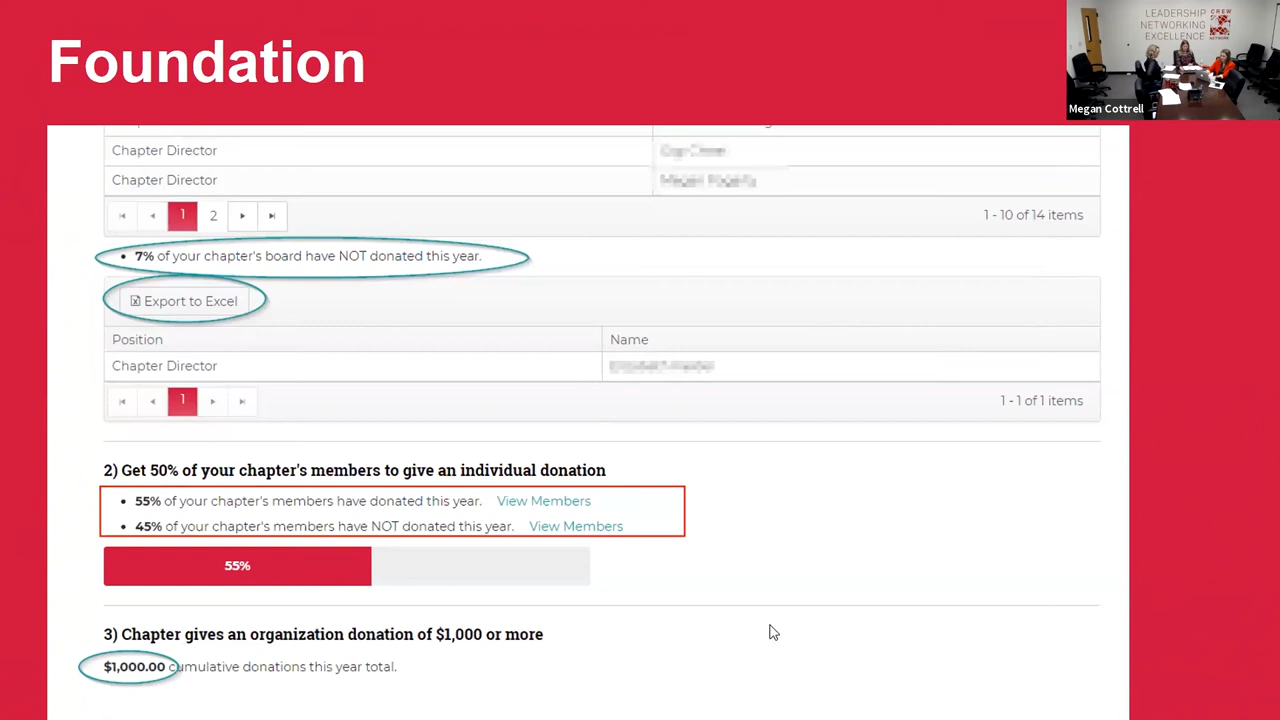 Foundation
LEADERSHIP
NETWORKING
EXCELLENCE
CREW
NETWORK
Megan Cottrell
Chapter Director
Chapter Director
1 2
1 - 10 of 14 items
7% of your chapter's board have NOT donated this year.
Export to Excel
Position Name
Chapter Director
1
1 - 1 of 1 items
2) Get 50% of your chapter's members to give an individual donation
55% of your chapter's members have donated this year. View Members
45% of your chapter's members have NOT donated this year. View Members
55%
3) Chapter gives an organization donation of $1,000 or more
$1,000.00 cumulative donations this year total.